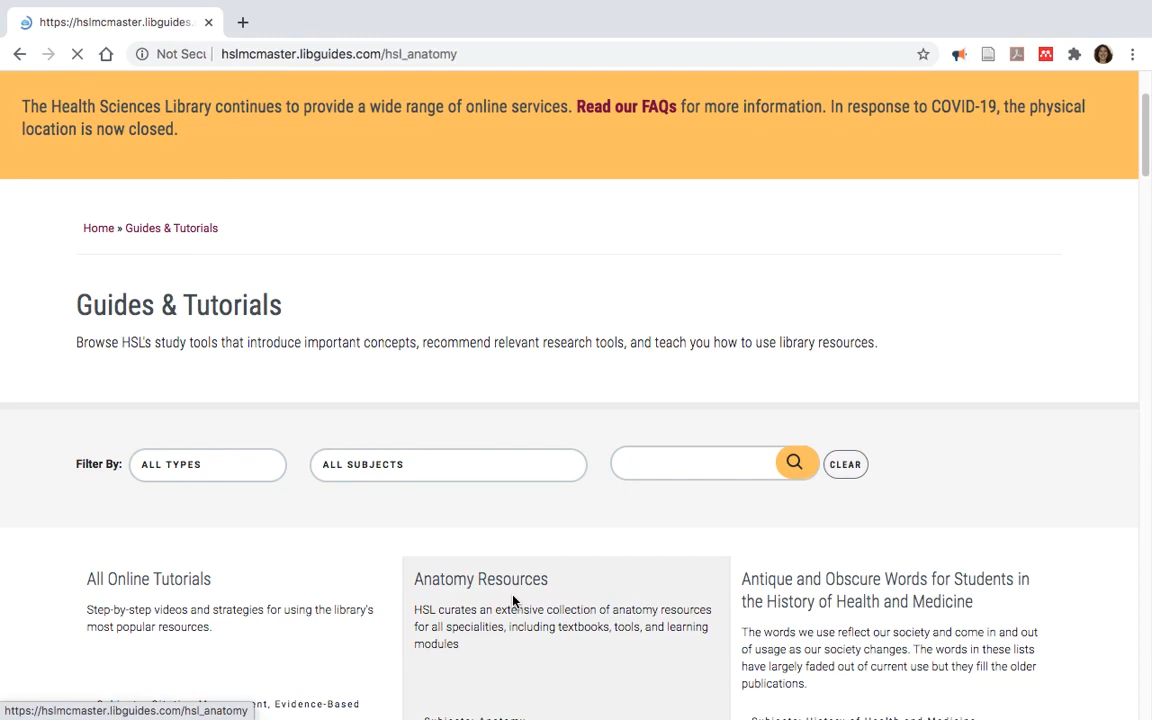 https://hslmcmaster.libguides.
Not Secu
hslmcmaster.libguides.com/hsl_anatomy
The Health Sciences Library continues to provide a wide range of online services. Read our FAQs for more information. In response to COVID-19, the physical
location is now closed.
Home » Guides & Tutorials
Guides & Tutorials
Browse HSL's study tools that introduce important concepts, recommend relevant research tools, and teach you how to use library resources.
Filter By:
ALL TYPES
ALL SUBJECTS
CLEAR
All Online Tutorials
Step-by-step videos and strategies for using the library's
most popular resources.
Anatomy Resources
HSL curates an extensive collection of anatomy resources
for all specialities, including textbooks, tools, and learning
modules
Antique and Obscure Words for Students in
the History of Health and Medicine
The words we use reflect our society and come in and out
of usage as our society changes. The words in these lists
have largely faded out of current use but they fill the older
publications.
Evidence-Based
https://hslmcmaster.libguides.com/hsl_anatomy